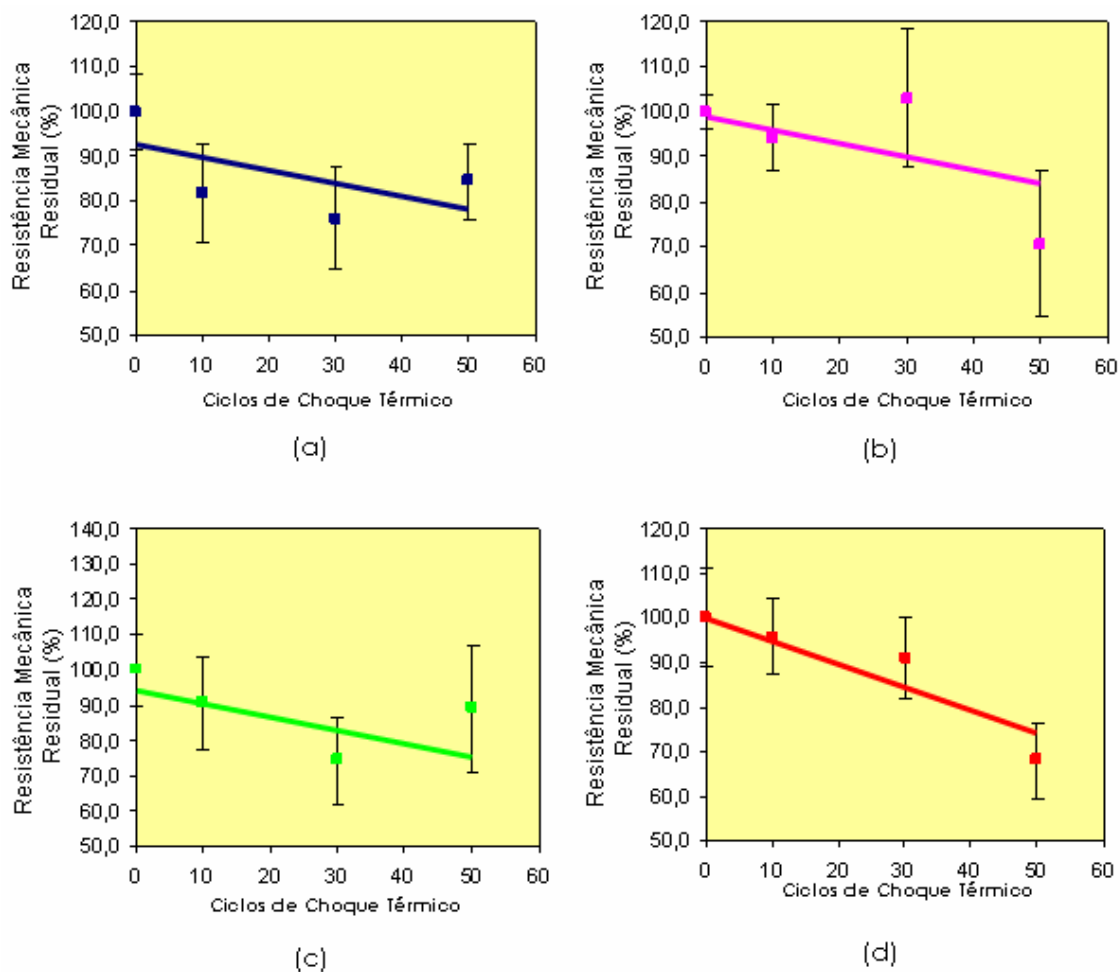 Resistência Mecânica
Residual (%)
120,0
110,0
100,0
90,0
80,0
70,0
60,0
50,0
0 10 20 30 40 50 60
Ciclos de Choque Térmico
(a)
Resistência Mecânica
Residual (%)
120,0
110,0
100,0
90,0
80,0
70,0
60,0
50,0
0 10 20 30 40 50 60
Ciclos de Choque Térmico
(b)
Resistência Mecânica
Residual (%)
140,0
130,0
120,0
110,0
100,0
90,0
80,0
70,0
60,0
50,0
0 10 20 30 40 50 60
Ciclos de Choque Térmico
(c)
Resistência Mecânica
Residual (%)
120,0
110,0
100,0
90,0
80,0
70,0
60,0
50,0
0 10 20 30 40 50 60
Ciclos de Choque Térmico
(d)